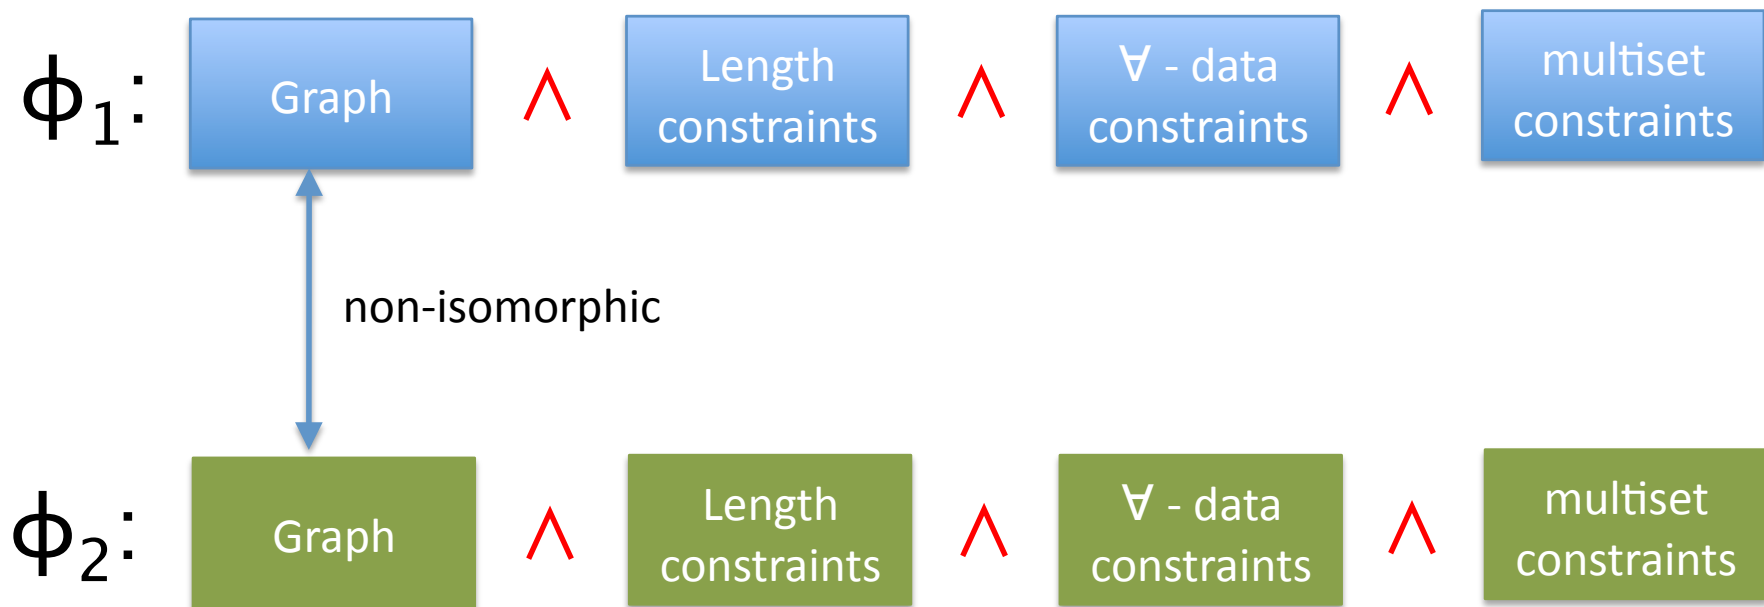 ϕ₁: Graph ∧ Length constraints ∧ ∀ - data constraints ∧ multiset constraints
non-isomorphic
ϕ₂: Graph ∧ Length constraints ∧ ∀ - data constraints ∧ multiset constraints